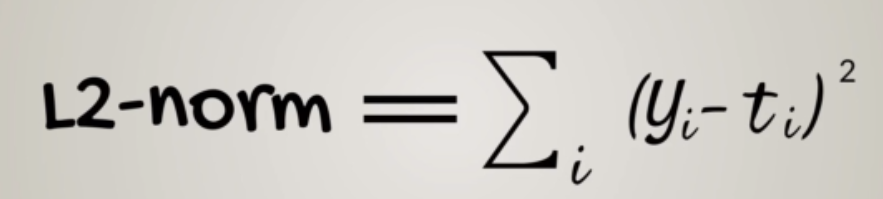 L2-norm = ∑ᵢ (yᵢ - tᵢ)²